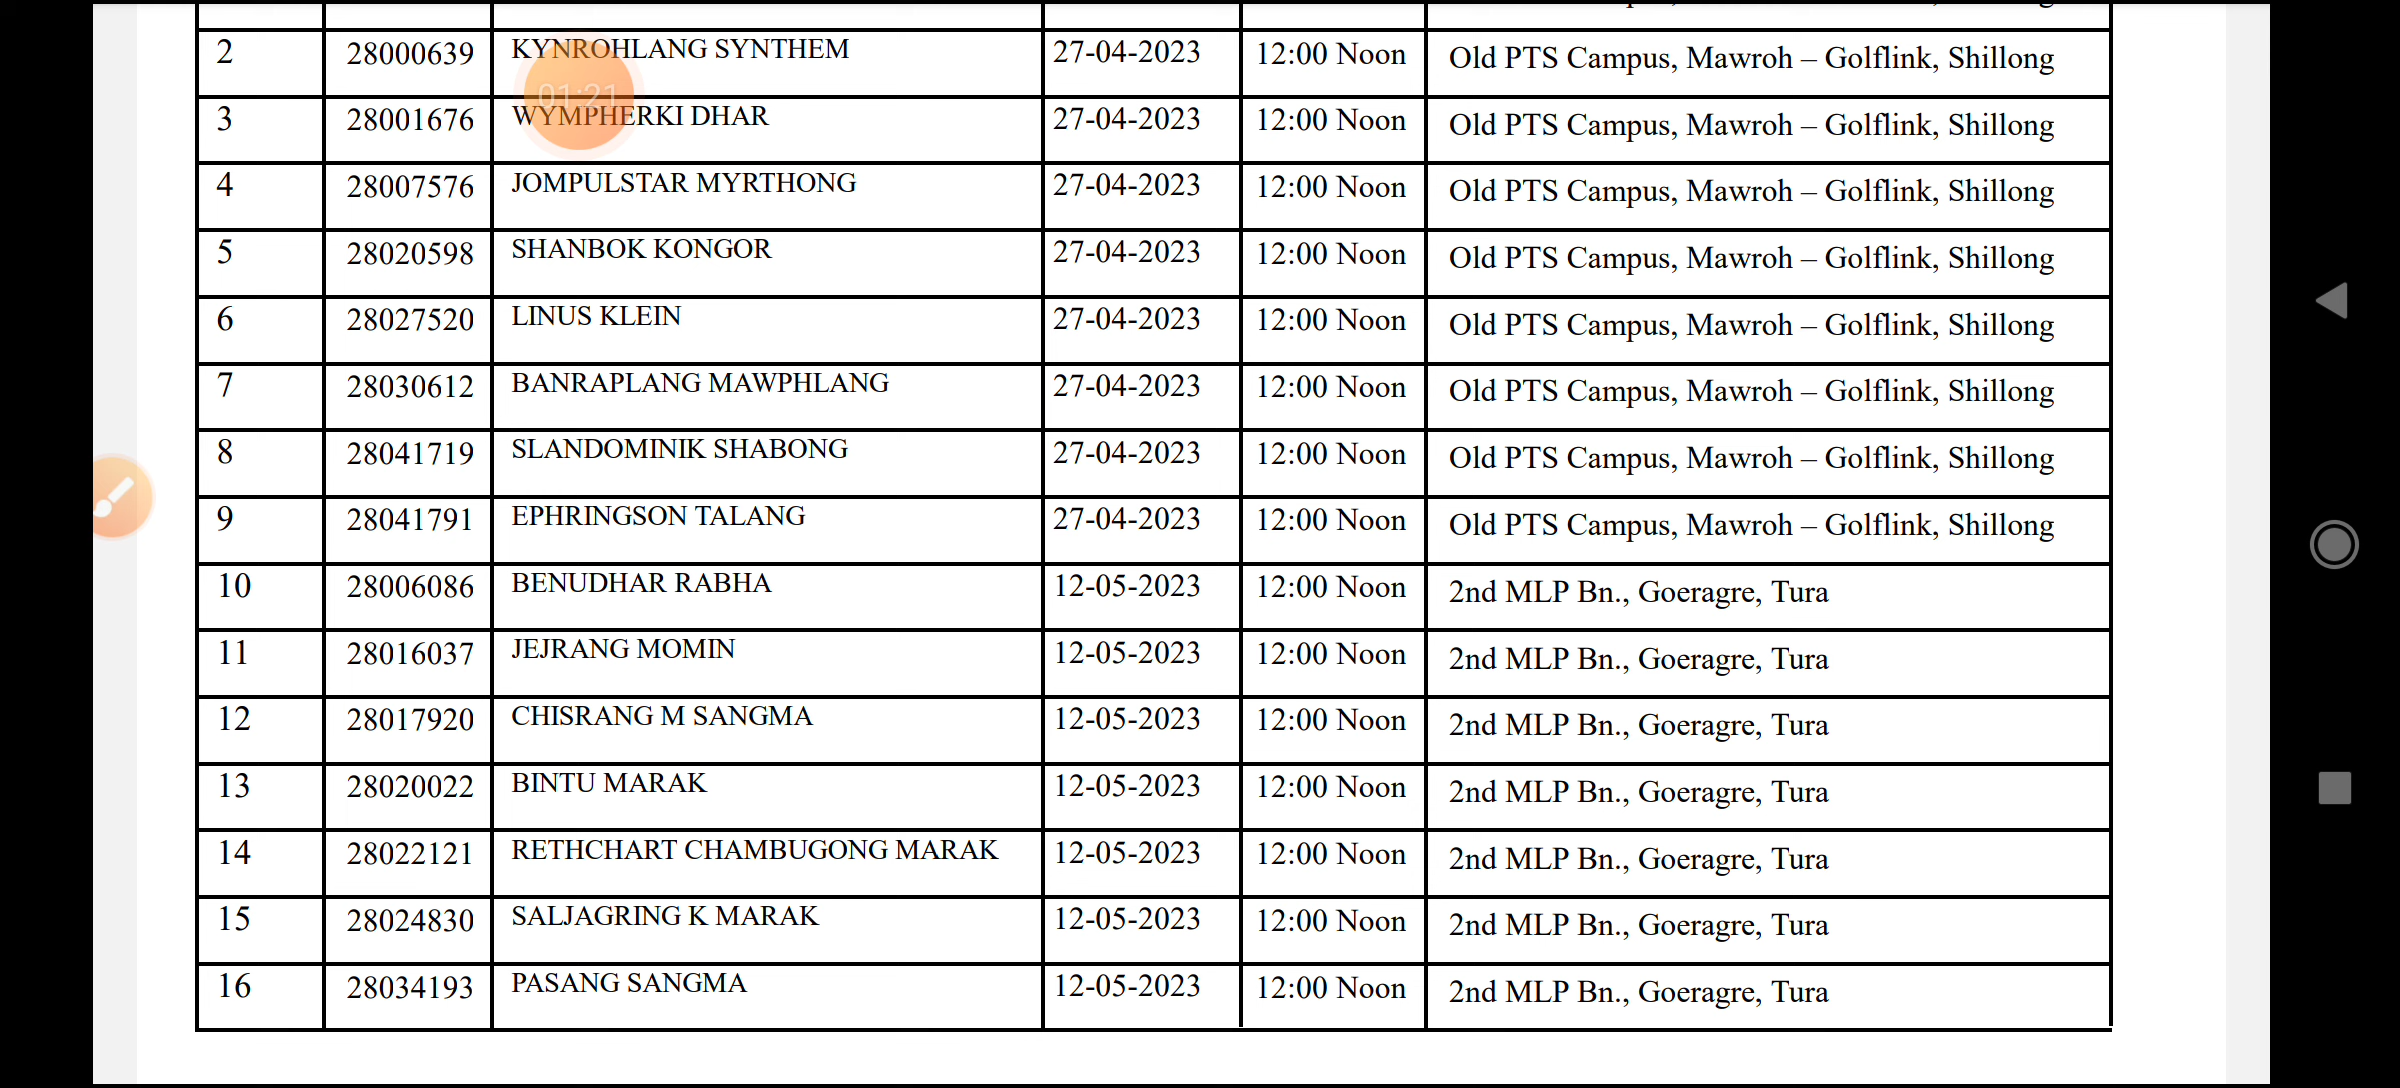 2 28000639 KYNROHLANG SYNTHEM 27-04-2023 12:00 Noon Old PTS Campus, Mawroh – Golflink, Shillong
01:21
3 28001676 WYMPHERKI DHAR 27-04-2023 12:00 Noon Old PTS Campus, Mawroh – Golflink, Shillong
4 28007576 JOMPULSTAR MYRTHONG 27-04-2023 12:00 Noon Old PTS Campus, Mawroh – Golflink, Shillong
5 28020598 SHANBOK KONGOR 27-04-2023 12:00 Noon Old PTS Campus, Mawroh – Golflink, Shillong
6 28027520 LINUS KLEIN 27-04-2023 12:00 Noon Old PTS Campus, Mawroh – Golflink, Shillong
7 28030612 BANRAPLANG MAWPHLANG 27-04-2023 12:00 Noon Old PTS Campus, Mawroh – Golflink, Shillong
8 28041719 SLANDOMINIK SHABONG 27-04-2023 12:00 Noon Old PTS Campus, Mawroh – Golflink, Shillong
9 28041791 EPHRINGSON TALANG 27-04-2023 12:00 Noon Old PTS Campus, Mawroh – Golflink, Shillong
10 28006086 BENUDHAR RABHA 12-05-2023 12:00 Noon 2nd MLP Bn., Goeragre, Tura
11 28016037 JEJRANG MOMIN 12-05-2023 12:00 Noon 2nd MLP Bn., Goeragre, Tura
12 28017920 CHISRANG M SANGMA 12-05-2023 12:00 Noon 2nd MLP Bn., Goeragre, Tura
13 28020022 BINTU MARAK 12-05-2023 12:00 Noon 2nd MLP Bn., Goeragre, Tura
14 28022121 RETHCHART CHAMBUGONG MARAK 12-05-2023 12:00 Noon 2nd MLP Bn., Goeragre, Tura
15 28024830 SALJAGRING K MARAK 12-05-2023 12:00 Noon 2nd MLP Bn., Goeragre, Tura
16 28034193 PASANG SANGMA 12-05-2023 12:00 Noon 2nd MLP Bn., Goeragre, Tura